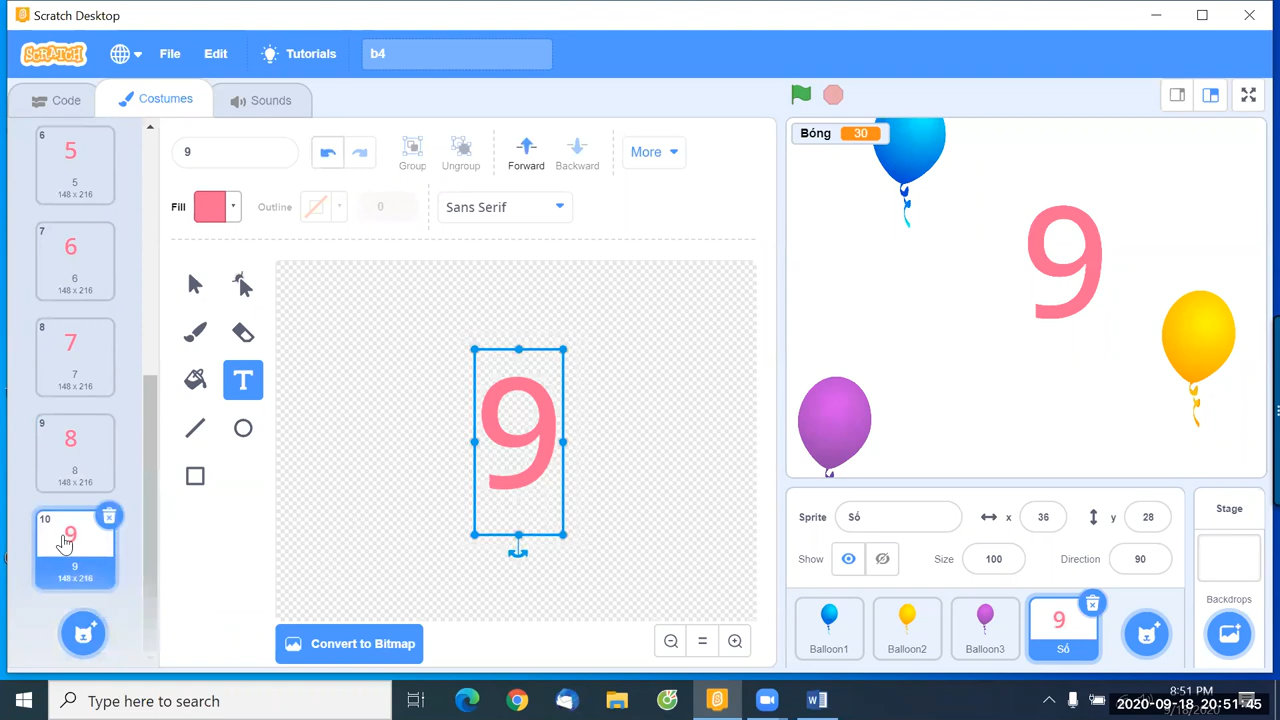 Scratch Desktop
SCRATCH File Edit Tutorials b4
Code Costumes Sounds
6
5
5
148 x 216
7
6
6
148 x 216
8
7
7
148 x 216
9
8
8
148 x 216
10
9
9
148 x 216
9
Group Ungroup Forward Backward More
Fill Outline 0 Sans Serif
T
9
Convert to Bitmap
Bóng 30
9
Sprite Số x 36 y 28
Show Size 100 Direction 90
Balloon1
Balloon2
Balloon3
9
Số
Stage
Backdrops
Type here to search
8:51 PM
2020-09-18 20:51:45